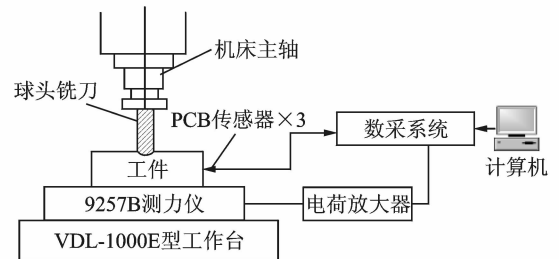 机床主轴
球头铣刀
PCB传感器×3
数采系统
计算机
工件
9257B测力仪
电荷放大器
VDL-1000E型工作台